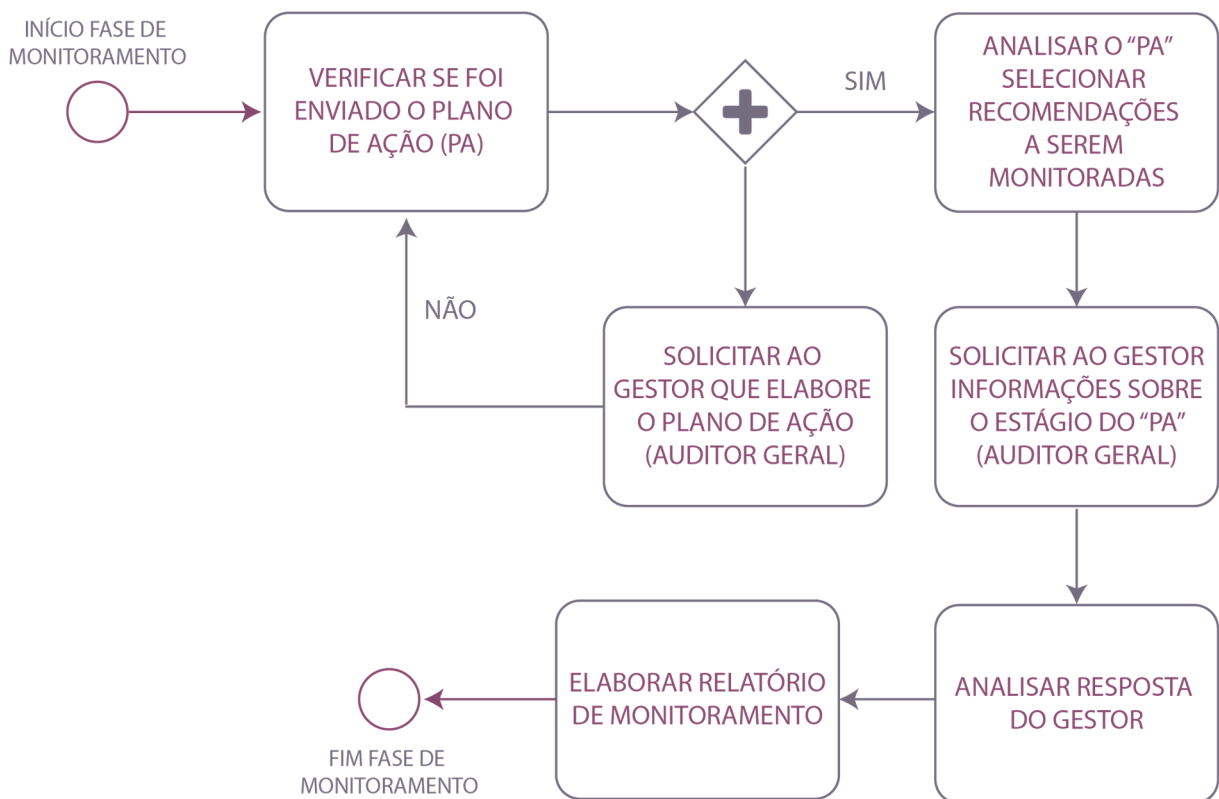 INÍCIO FASE DE
MONITORAMENTO
VERIFICAR SE FOI
ENVIADO O PLANO
DE AÇÃO (PA)
SIM
ANALISAR O “PA”
SELECIONAR
RECOMENDAÇÕES
A SEREM
MONITORADAS
NÃO
SOLICITAR AO
GESTOR QUE ELABORE
O PLANO DE AÇÃO
(AUDITOR GERAL)
SOLICITAR AO GESTOR
INFORMAÇÕES SOBRE
O ESTÁGIO DO “PA”
(AUDITOR GERAL)
ANALISAR RESPOSTA
DO GESTOR
ELABORAR RELATÓRIO
DE MONITORAMENTO
FIM FASE DE
MONITORAMENTO